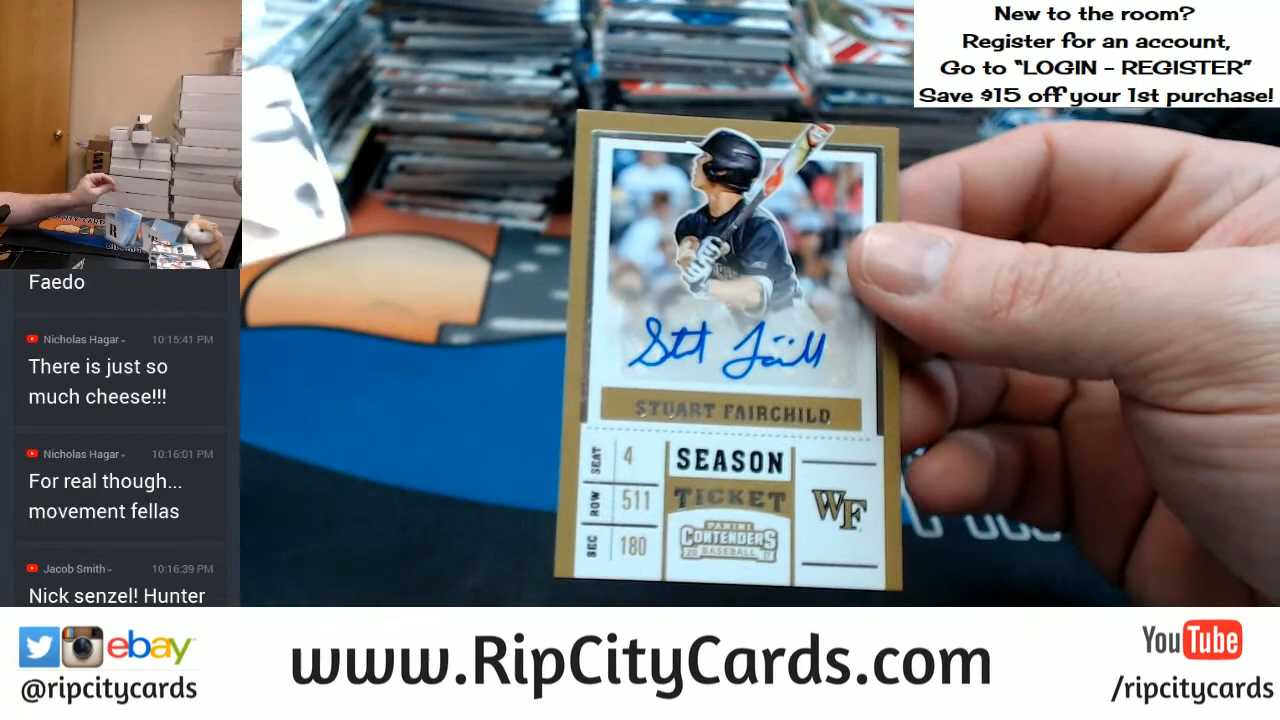 New to the room?
Register for an account,
Go to “LOGIN – REGISTER”
Save $15 off your 1st purchase!
Faedo
Nicholas Hagar
10:15:41 PM
There is just so
much cheese!!!
Nicholas Hagar
10:16:01 PM
For real though...
movement fellas
Jacob Smith
10:16:39 PM
Nick senzel! Hunter
STUART FAIRCHILD
SEAT 4
ROW 511
SEC 180
SEASON
TICKET
PANINI
CONTENDERS
BASEBALL
WF
ebay
@ripcitycards
www.RipCityCards.com
YouTube
/ripcitycards